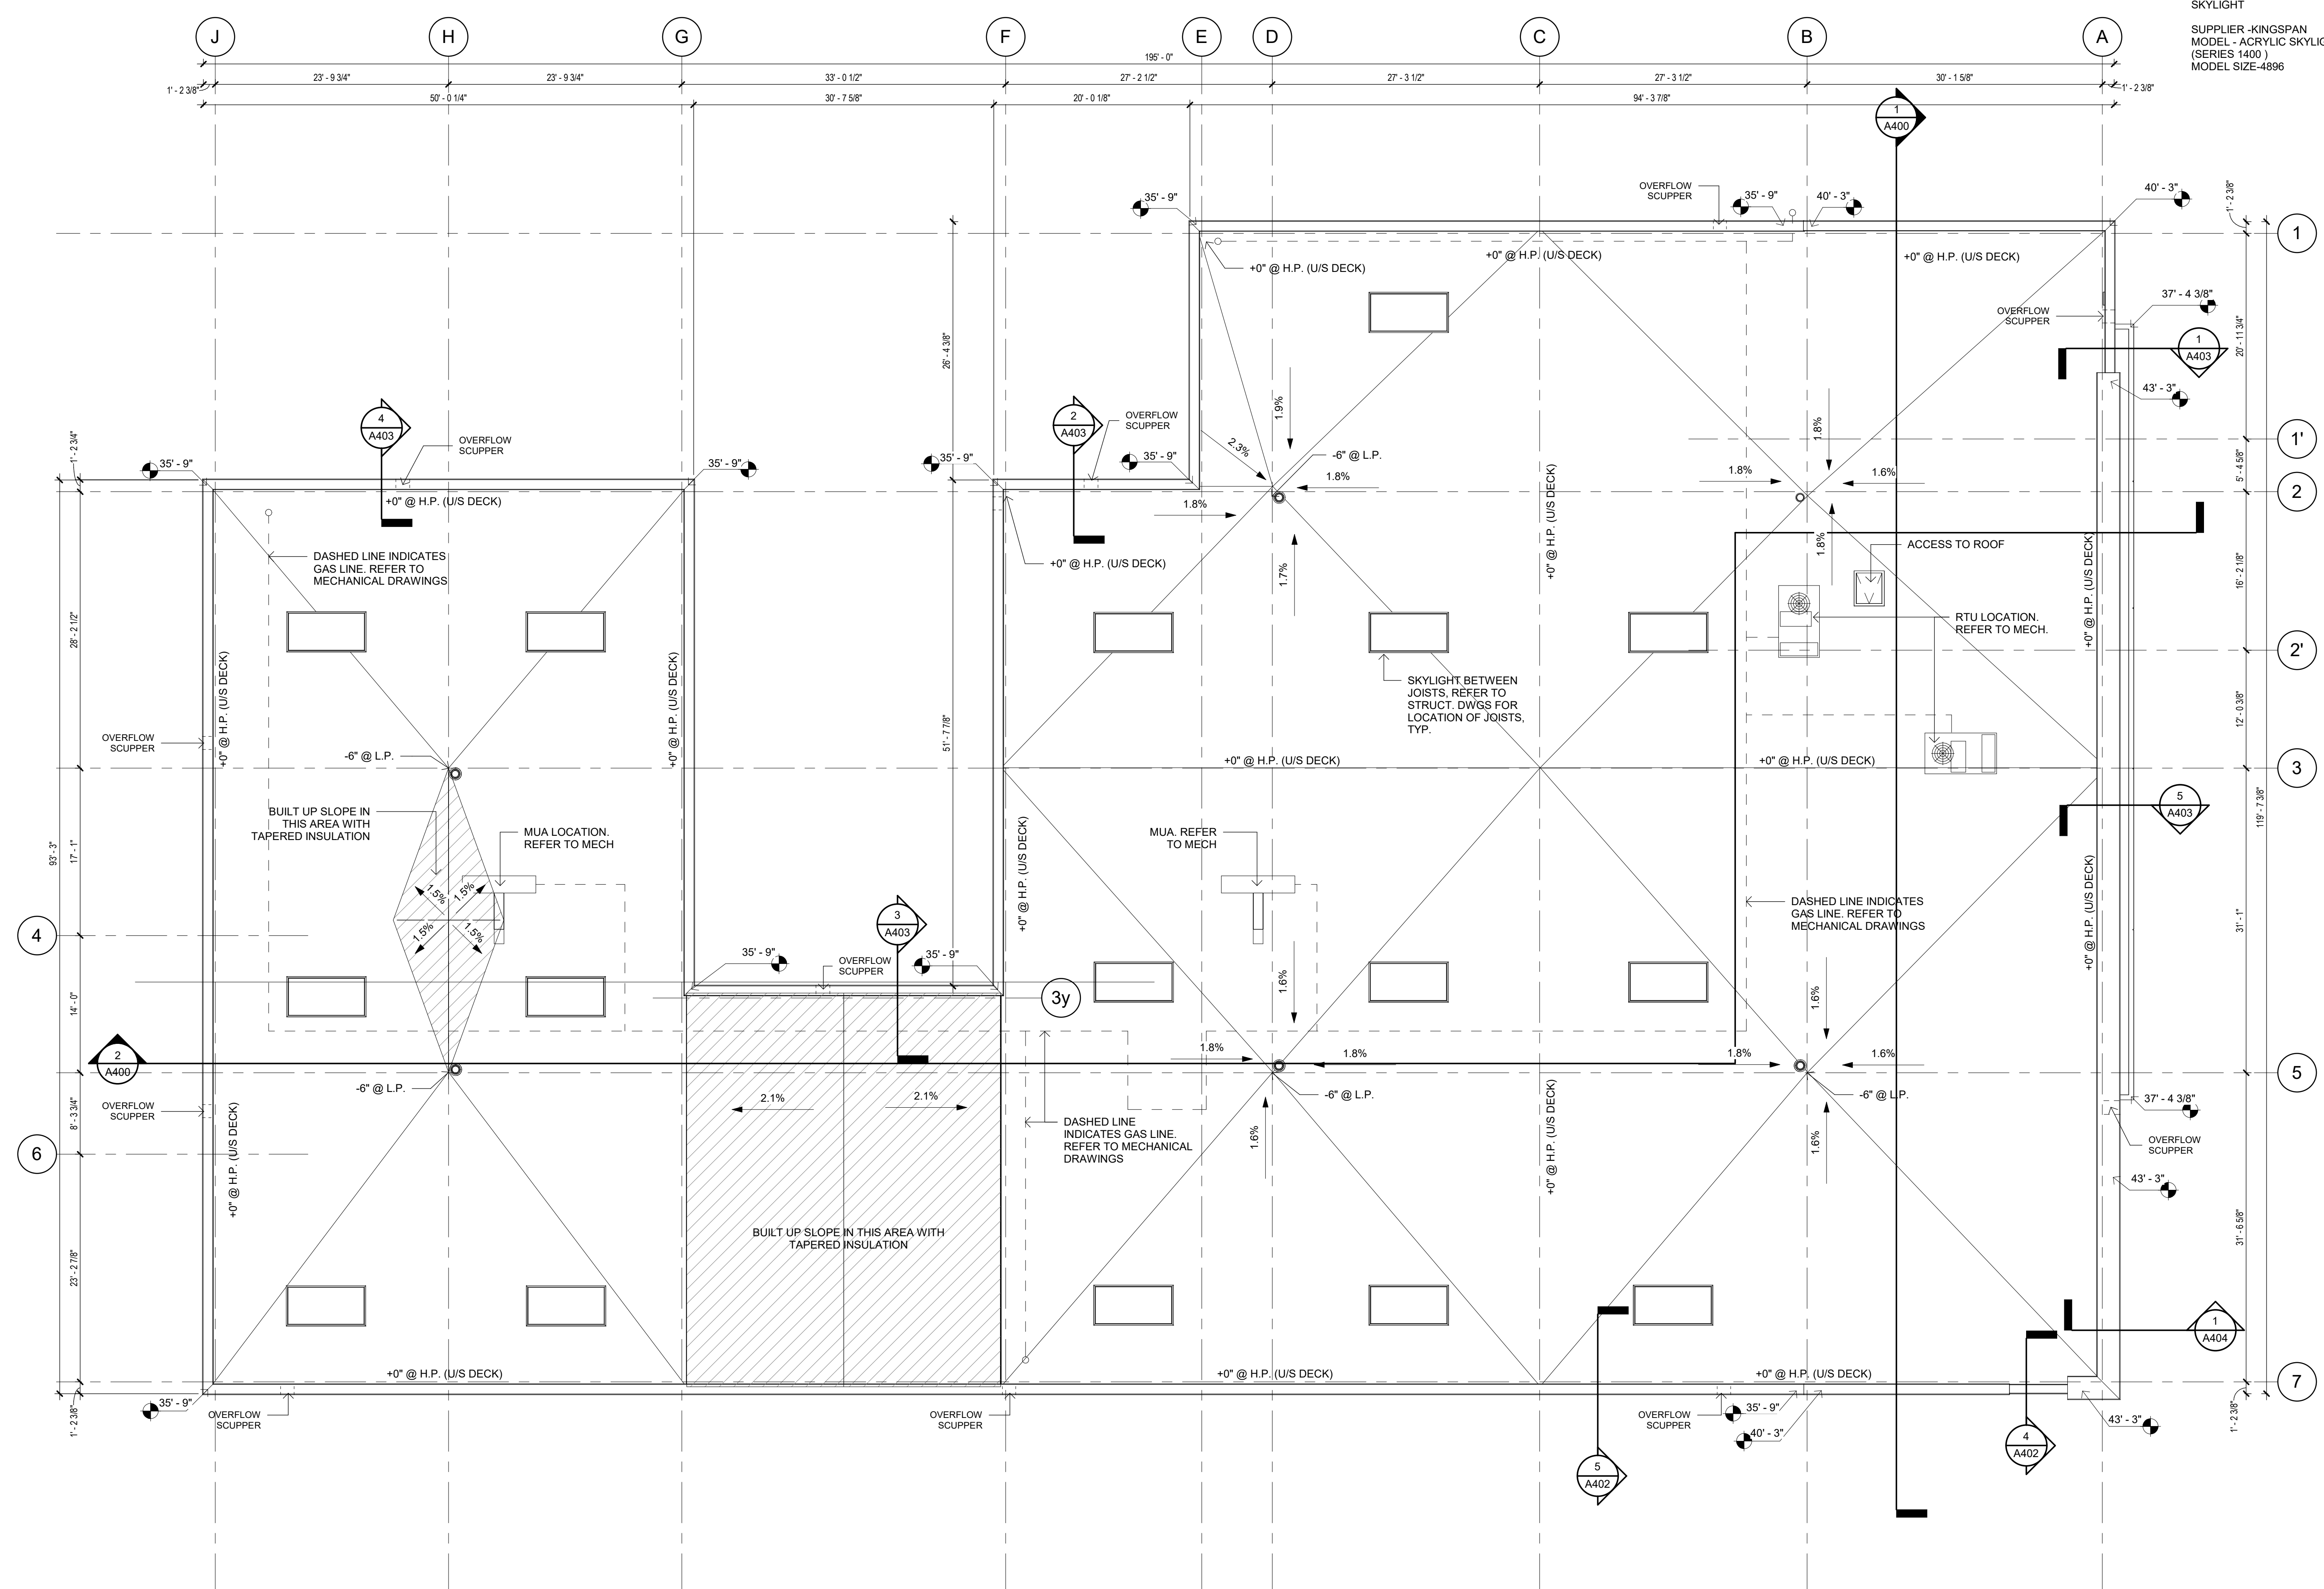 SKYLIGHT
SUPPLIER -KINGSPAN
MODEL - ACRYLIC SKYLIG
(SERIES 1400 )
MODEL SIZE-4896
J
H
G
F
E
D
C
B
A
195' - 0"
23' - 9 3/4"
23' - 9 3/4"
33' - 0 1/2"
27' - 2 1/2"
27' - 3 1/2"
27' - 3 1/2"
30' - 1 5/8"
1' - 2 3/8"
1' - 2 3/8"
50' - 0 1/4"
30' - 7 5/8"
20' - 0 1/8"
94' - 3 7/8"
1
A400
35' - 9"
OVERFLOW
SCUPPER
35' - 9"
40' - 3"
40' - 3"
1' - 2 3/8"
1
+0" @ H.P. (U/S DECK)
+0" @ H.P. (U/S DECK)
+0" @ H.P. (U/S DECK)
37' - 4 3/8"
OVERFLOW
SCUPPER
1
A403
20' - 11 3/4"
26' - 4 3/8"
43' - 3"
4
A403
OVERFLOW
SCUPPER
2
A403
OVERFLOW
SCUPPER
1.9%
1.8%
1'
1' - 2 3/4"
35' - 9"
35' - 9"
35' - 9"
35' - 9"
2.3%
-6" @ L.P.
1.8%
1.8%
1.6%
5' - 4 5/8"
2
+0" @ H.P. (U/S DECK)
1.8%
+0" @ H.P. (U/S DECK)
DASHED LINE INDICATES
GAS LINE. REFER TO
MECHANICAL DRAWINGS
+0" @ H.P. (U/S DECK)
1.7%
1.8%
ACCESS TO ROOF
+0" @ H.P. (U/S DECK)
16' - 2 1/8"
28' - 2 1/2"
RTU LOCATION.
REFER TO MECH.
2'
+0" @ H.P. (U/S DECK)
+0" @ H.P. (U/S DECK)
SKYLIGHT BETWEEN
JOISTS, REFER TO
STRUCT. DWGS FOR
LOCATION OF JOISTS,
TYP.
12' - 0 3/8"
OVERFLOW
SCUPPER
51' - 7 7/8"
-6" @ L.P.
+0" @ H.P. (U/S DECK)
+0" @ H.P. (U/S DECK)
3
BUILT UP SLOPE IN
THIS AREA WITH
TAPERED INSULATION
MUA LOCATION.
REFER TO MECH
MUA. REFER
TO MECH
5
A403
119' - 7 3/8"
93' - 3"
17' - 1"
+0" @ H.P. (U/S DECK)
+0" @ H.P. (U/S DECK)
1.5%
1.5%
1.5%
1.5%
3
A403
DASHED LINE INDICATES
GAS LINE. REFER TO
MECHANICAL DRAWINGS
31' - 1"
4
35' - 9"
OVERFLOW
SCUPPER
35' - 9"
3y
1.6%
1.6%
14' - 0"
2
A400
1.8%
1.8%
1.8%
1.6%
5
-6" @ L.P.
-6" @ L.P.
-6" @ L.P.
37' - 4 3/8"
OVERFLOW
SCUPPER
8' - 3 3/4"
2.1%
2.1%
DASHED LINE
INDICATES GAS LINE.
REFER TO MECHANICAL
DRAWINGS
1.6%
1.6%
OVERFLOW
SCUPPER
6
+0" @ H.P. (U/S DECK)
+0" @ H.P. (U/S DECK)
43' - 3"
BUILT UP SLOPE IN THIS AREA WITH
TAPERED INSULATION
23' - 2 7/8"
31' - 6 5/8"
1
A404
+0" @ H.P. (U/S DECK)
+0" @ H.P. (U/S DECK)
+0" @ H.P. (U/S DECK)
7
35' - 9"
1' - 2 3/8"
OVERFLOW
SCUPPER
OVERFLOW
SCUPPER
OVERFLOW
SCUPPER
35' - 9"
40' - 3"
43' - 3"
1' - 2 3/8"
4
A402
5
A402